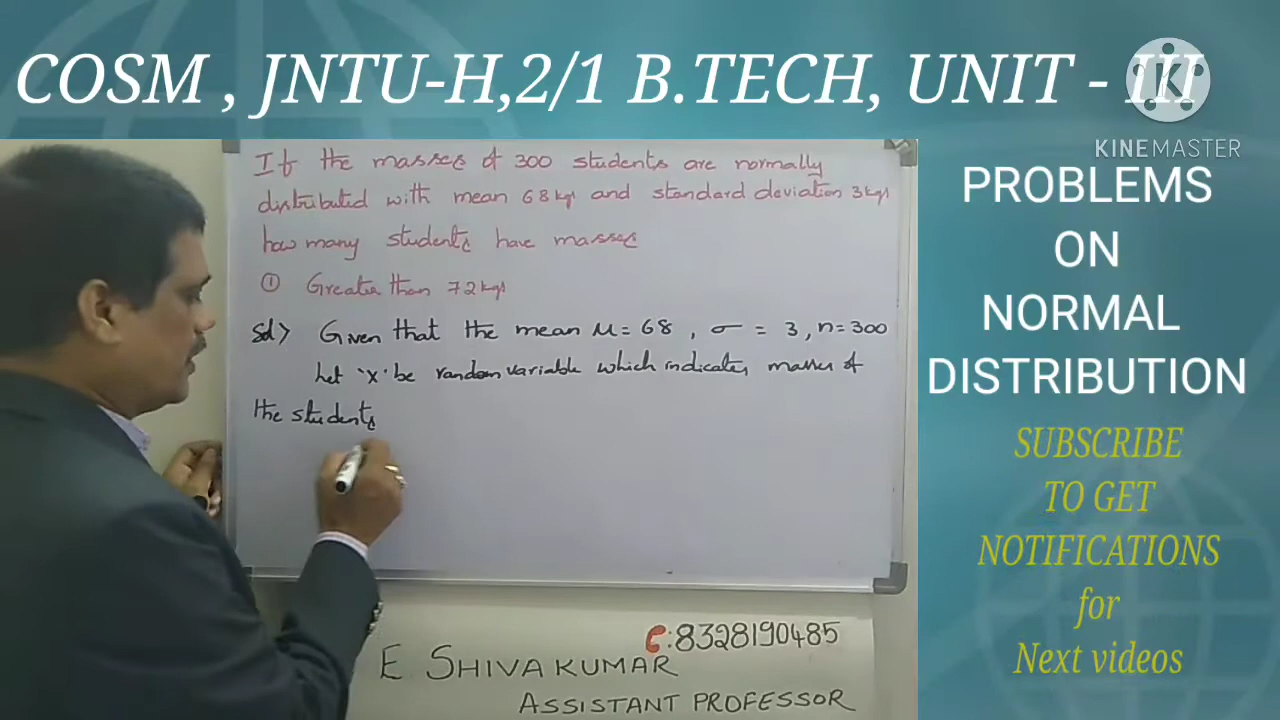 COSM , JNTU-H,2/1 B.TECH, UNIT - III
KINEMASTER
If the masses of 300 students are normally
distributed with mean 68 kgs and standard deviation 3 kgs
how many students have masses
① Greater than 72 kgs
Sol> Given that the mean μ = 68 , σ = 3 , n = 300
Let 'x' be random variable which indicates masses of
the students
PROBLEMS
ON
NORMAL
DISTRIBUTION
SUBSCRIBE
TO GET
NOTIFICATIONS
for
Next videos
:8328190485
E SHIVA KUMAR
ASSISTANT PROFESSOR